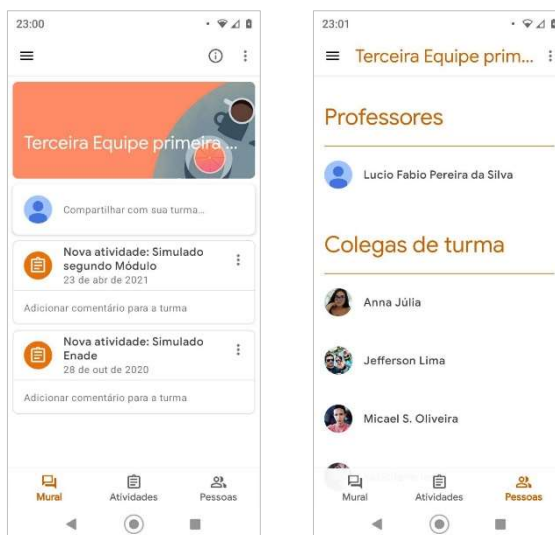 23:00
Terceira Equipe primeira ...
Compartilhar com sua turma...
Nova atividade: Simulado
segundo Módulo
23 de abr de 2021
Adicionar comentário para a turma
Nova atividade: Simulado
Enade
28 de out de 2020
Adicionar comentário para a turma
Mural
Atividades
Pessoas
23:01
Terceira Equipe prim...
Professores
Lucio Fabio Pereira da Silva
Colegas de turma
Anna Júlia
Jefferson Lima
Micael S. Oliveira
Mural
Atividades
Pessoas